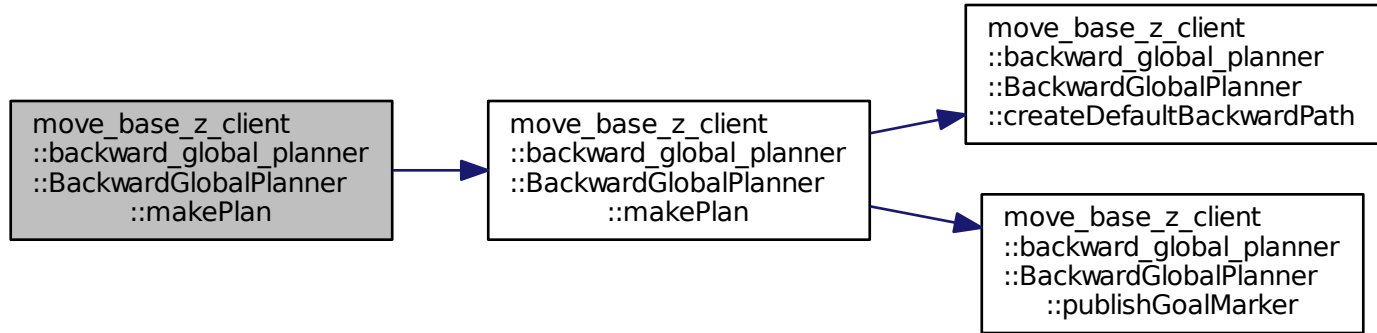 move_base_z_client
::backward_global_planner
::BackwardGlobalPlanner
::makePlan
move_base_z_client
::backward_global_planner
::BackwardGlobalPlanner
::makePlan
move_base_z_client
::backward_global_planner
::BackwardGlobalPlanner
::createDefaultBackwardPath
move_base_z_client
::backward_global_planner
::BackwardGlobalPlanner
::publishGoalMarker